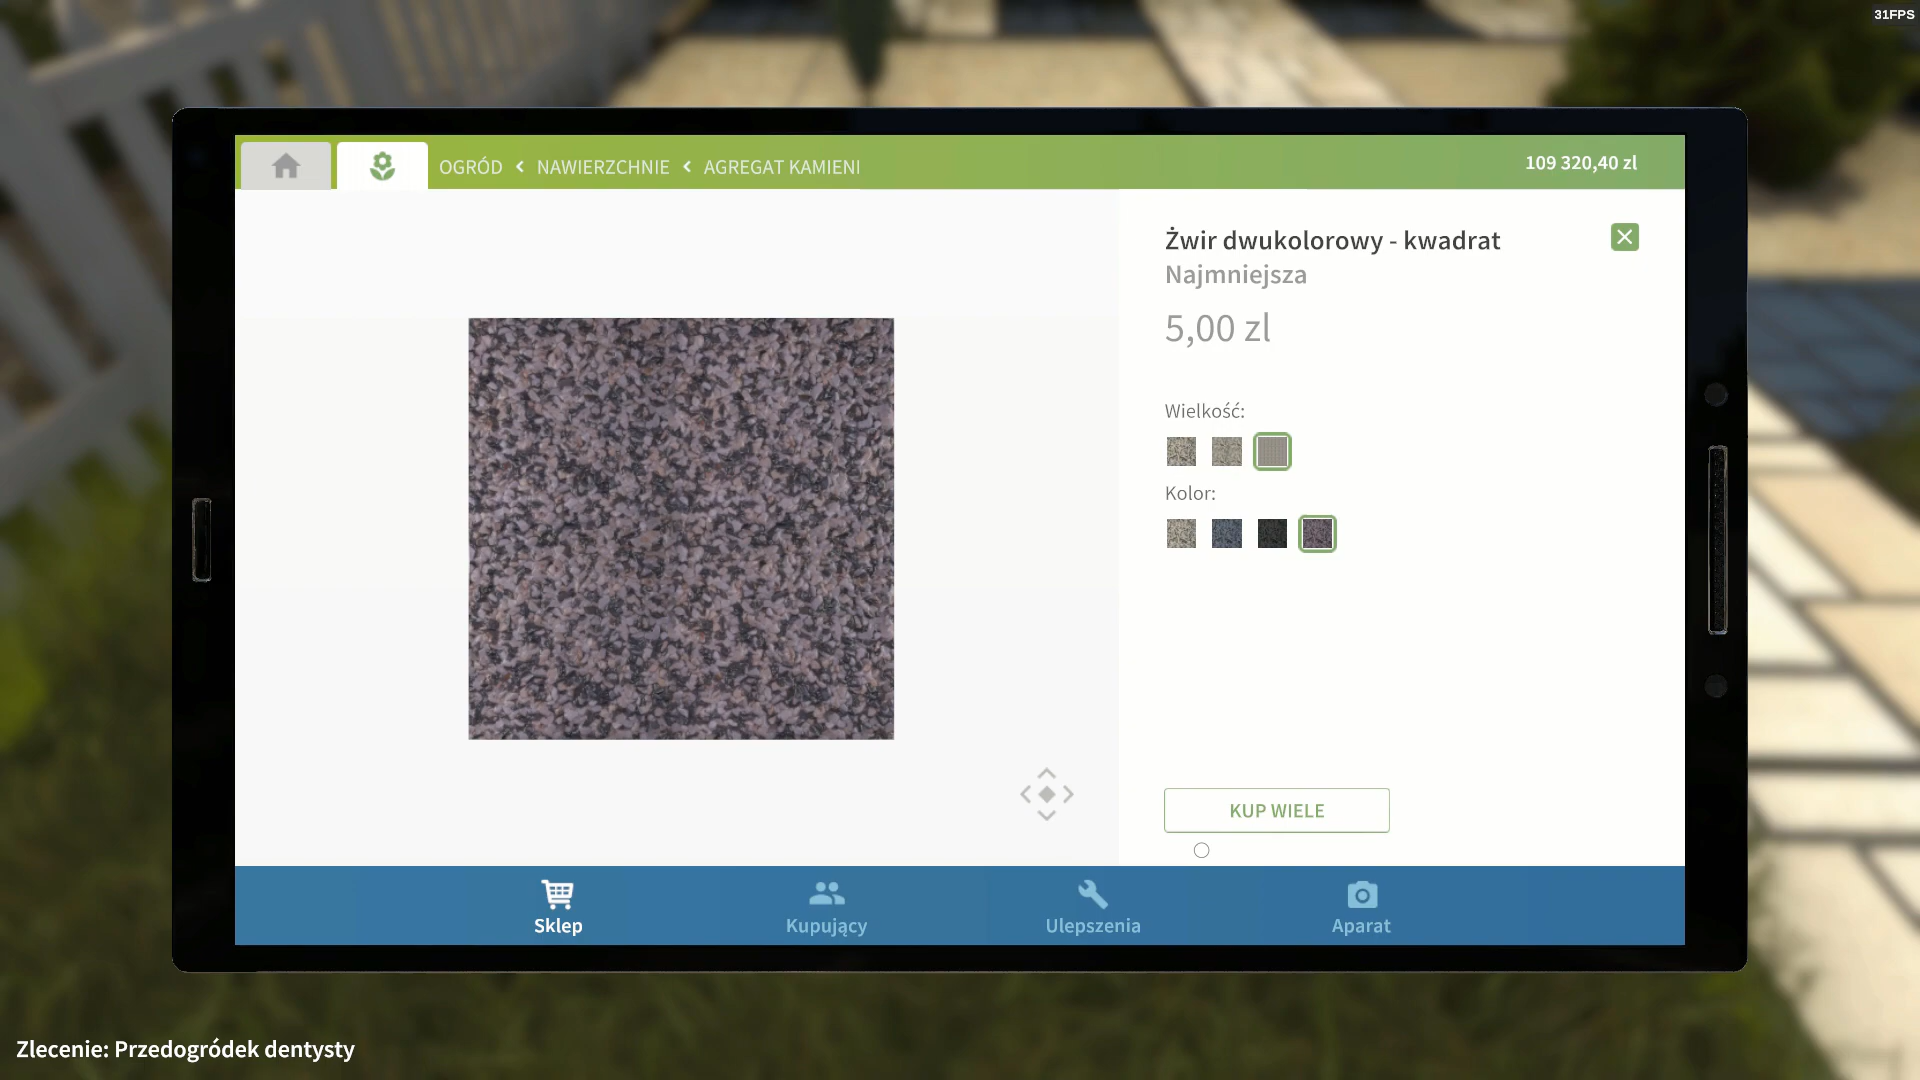 31FPS
OGRÓD < NAWIERZCHNIE < AGREGAT KAMIENI
109 320,40 zl
Żwir dwukolorowy - kwadrat
Najmniejsza
5,00 zl
Wielkość:
Kolor:
KUP WIELE
Sklep
Kupujący
Ulepszenia
Aparat
Zlecenie: Przedogródek dentysty